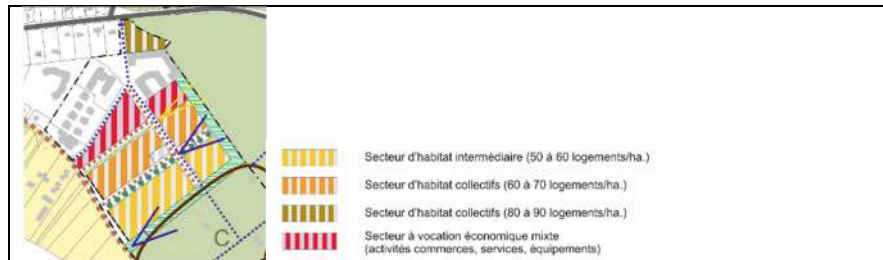 C
Secteur d'habitat intermédiaire (50 à 60 logements/ha.)
Secteur d'habitat collectifs (60 à 70 logements/ha.)
Secteur d'habitat collectifs (80 à 90 logements/ha.)
Secteur à vocation économique mixte
(activités commerces, services, équipements)